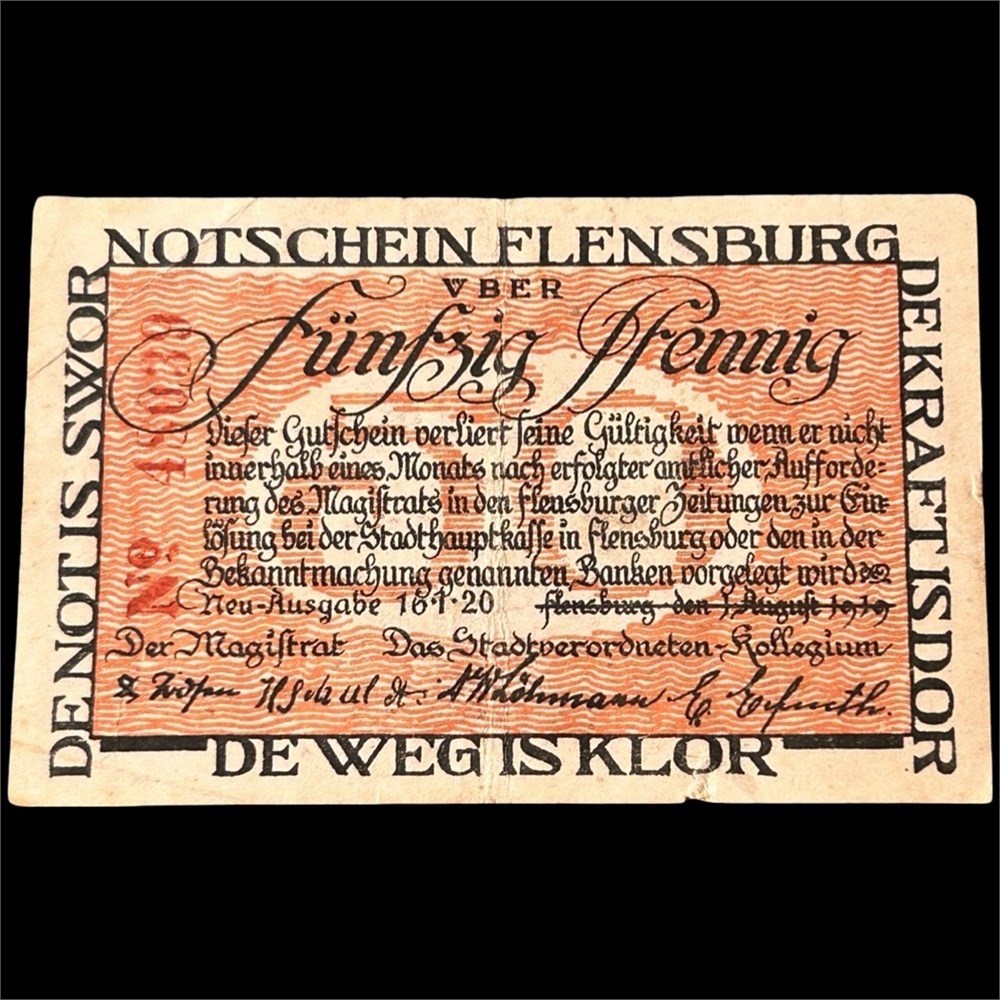 NOTSCHEIN FLENSBURG
DE NOT IS SWOR
DE KRAFT IS DOR
VBER
Fünfzig Pfennig
Dieser Gutschein verliert seine Gültigkeit wenn er nicht
innerhalb eines Monats nach erfolgter amtlicher Aufforde=
rung des Magistrats in den Flensburger Zeitungen zur Ein=
lösung bei der Stadthauptkasse in Flensburg oder den in der
Bekanntmachung genannten Banken vorgelegt wird
Neu-Ausgabe 16·1·20 Flensburg den 1. August 1919
Der Magistrat Das Stadtverordneten-Kollegium
DE WEG IS KLOR
No